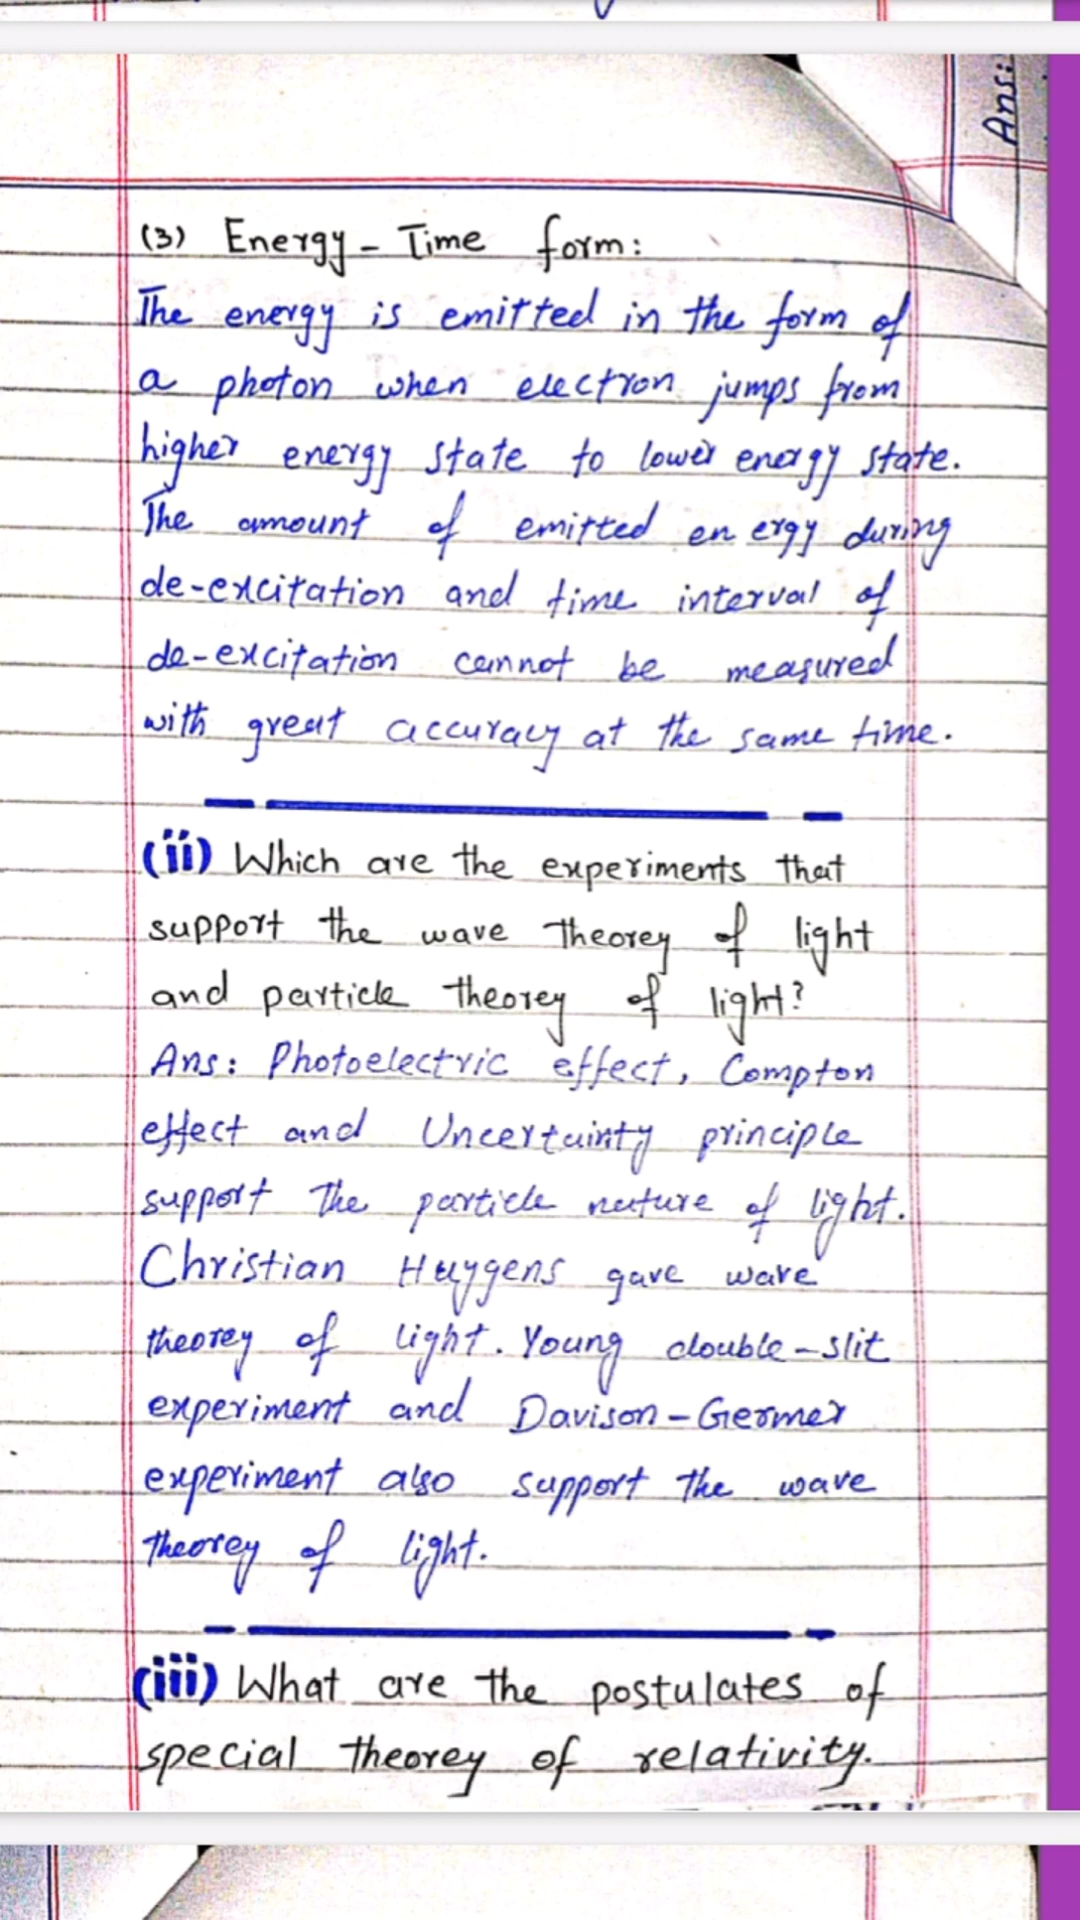 Ans:
(3) Energy - Time form:
The energy is emitted in the form of
a photon when electron jumps from
higher energy state to lower energy state.
The amount of emitted en ergy during
de-excitation and time interval of
de-excitation cannot be measured
with great accuracy at the same time.
(ii) Which are the experiments that
support the wave theorey of light
and particle theorey of light?
Ans: Photoelectric effect, Compton
effect and Uncertainty principle
support the particle nature of light.
Christian Huygens gave wave
theorey of light. Young double-slit
experiment and Davison-Germer
experiment also support the wave
theorey of light.
(iii) What are the postulates of
special theorey of relativity.